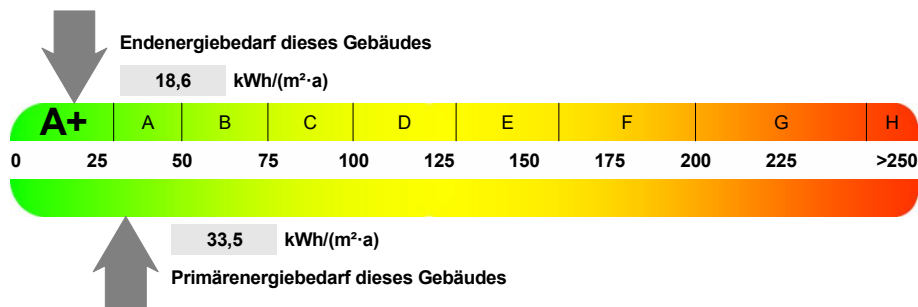 Endenergiebedarf dieses Gebäudes
18,6 kWh/(m²·a)
A+ A B C D E F G H
0 25 50 75 100 125 150 175 200 225 >250
33,5 kWh/(m²·a)
Primärenergiebedarf dieses Gebäudes